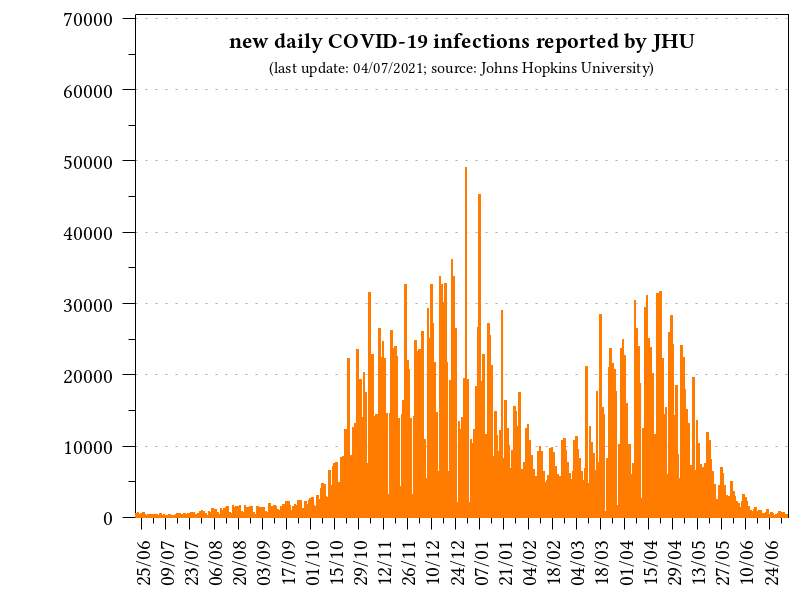 new daily COVID-19 infections reported by JHU
(last update: 04/07/2021; source: Johns Hopkins University)
70000
60000
50000
40000
30000
20000
10000
0
25/06 09/07 23/07 06/08 20/08 03/09 17/09 01/10 15/10 29/10 12/11 26/11 10/12 24/12 07/01 21/01 04/02 18/02 04/03 18/03 01/04 15/04 29/04 13/05 27/05 10/06 24/06